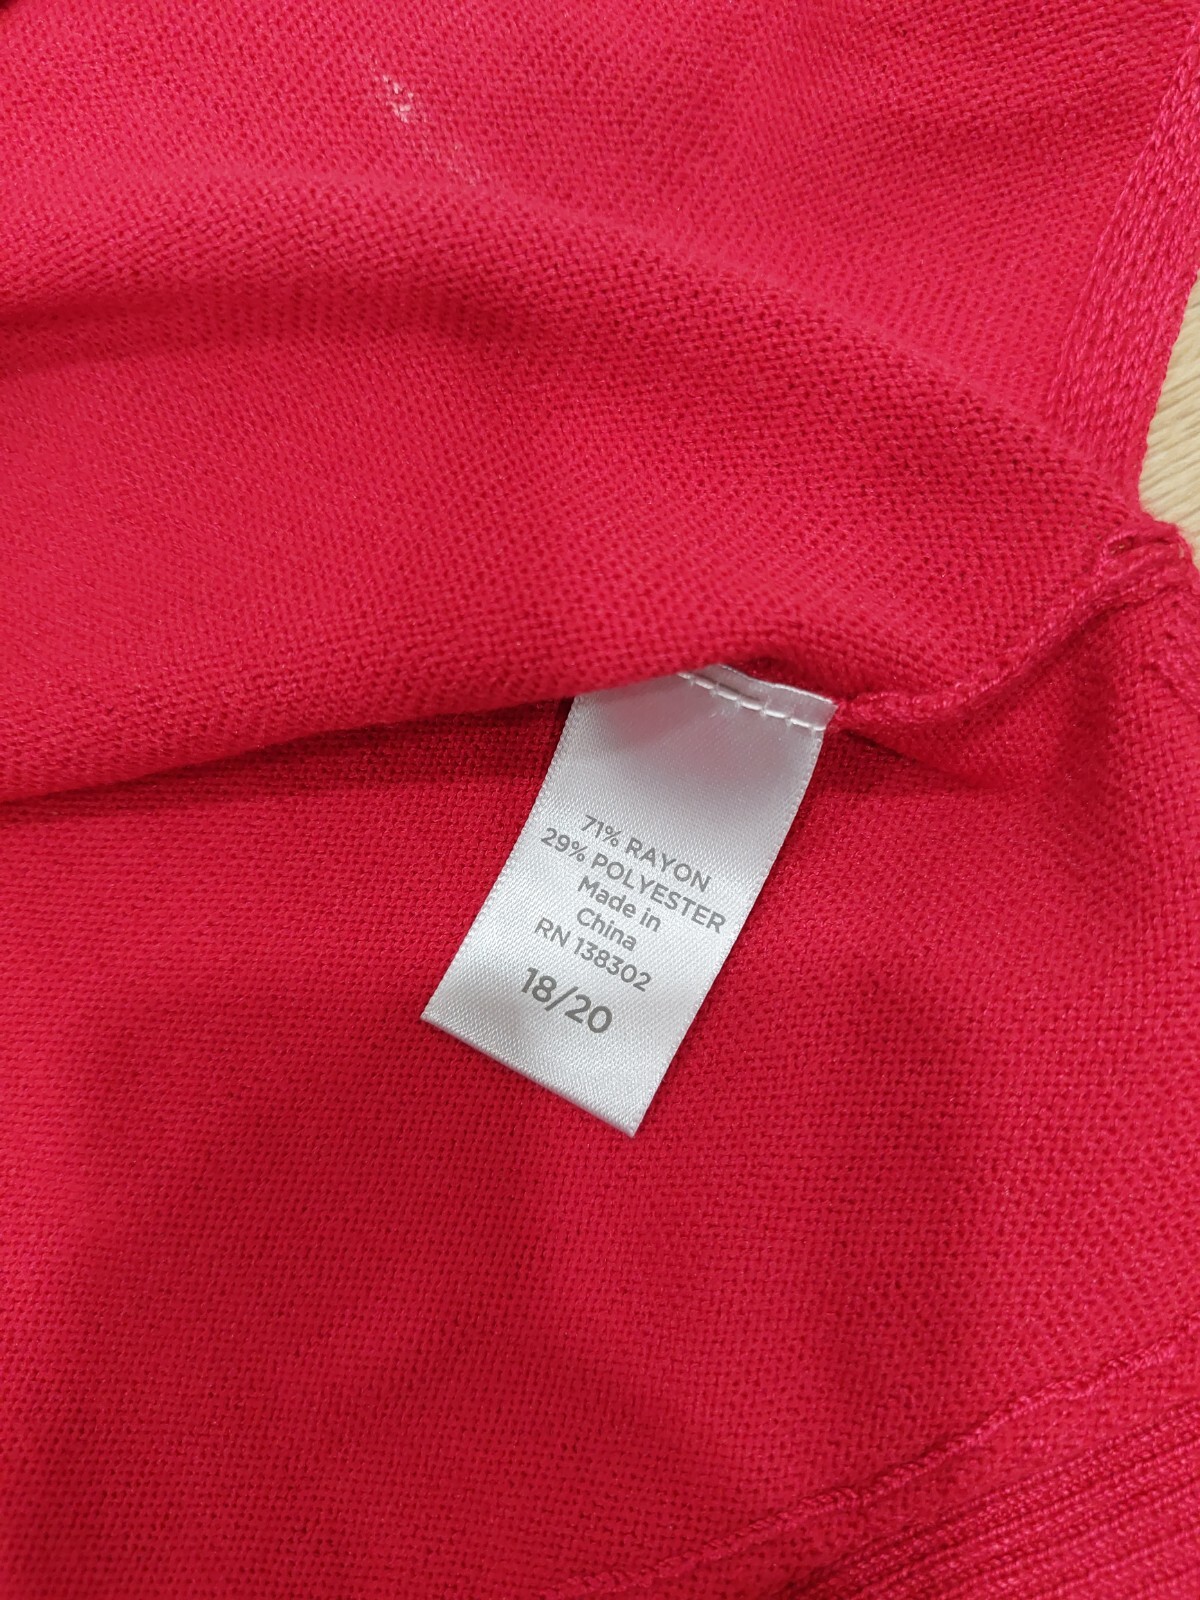 71% RAYON
29% POLYESTER
Made in
China
RN 138302
18/20